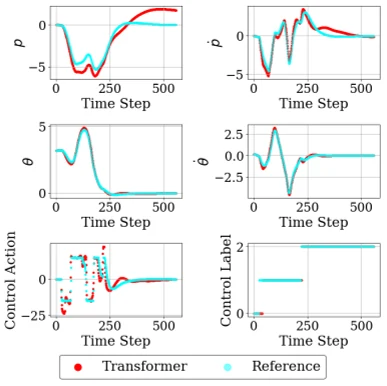 p
0
−5
0 250 500
Time Step
ṗ
0
−5
0 250 500
Time Step
θ
5
0
0 250 500
Time Step
θ̇
2.5
0.0
−2.5
0 250 500
Time Step
Control Action
0
−25
0 250 500
Time Step
Control Label
2
0
0 250 500
Time Step
Transformer Reference